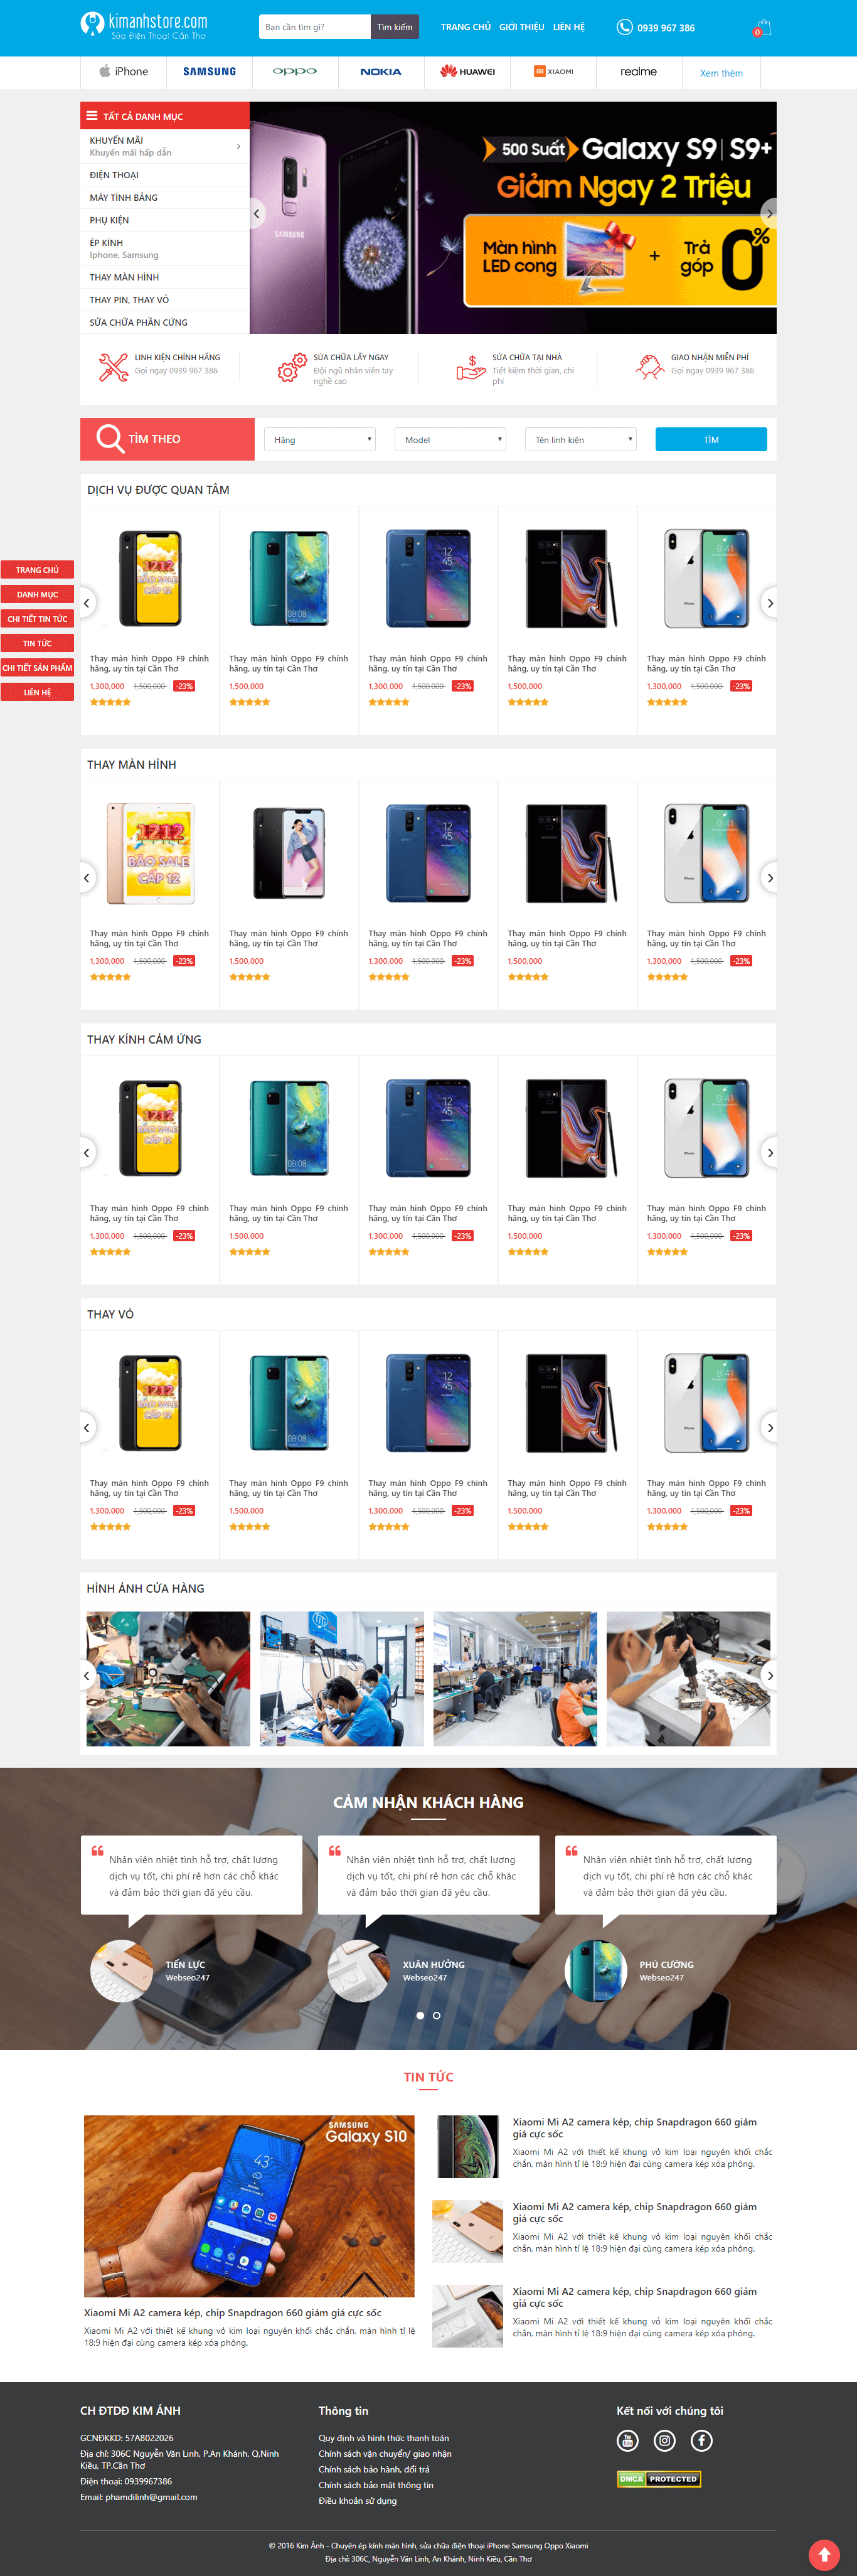 kimanhstore.com
Sửa Điện Thoại Cần Thơ
Bạn cần tìm gì?
Tìm kiếm
TRANG CHỦ GIỚI THIỆU LIÊN HỆ
0939 967 386
0
iPhone
SAMSUNG
oppo
NOKIA
HUAWEI
XIAOMI
realme
Xem thêm
TẤT CẢ DANH MỤC
KHUYẾN MÃI
Khuyến mãi hấp dẫn
ĐIỆN THOẠI
MÁY TÍNH BẢNG
PHỤ KIỆN
ÉP KÍNH
Iphone, Samsung
THAY MÀN HÌNH
THAY PIN, THAY VỎ
SỬA CHỮA PHẦN CỨNG
500 Suất Galaxy S9 | S9+
Giảm Ngay 2 Triệu
Màn hình
LED cong
+
Trả
góp
0%
LINH KIỆN CHÍNH HÃNG
Gọi ngay 0939 967 386
SỬA CHỮA LẤY NGAY
Đội ngũ nhân viên tay
nghề cao
SỬA CHỮA TẠI NHÀ
Tiết kiệm thời gian, chi
phí
GIAO NHẬN MIỄN PHÍ
Gọi ngay 0939 967 386
TÌM THEO
Hãng
Model
Tên linh kiện
TÌM
TRANG CHỦ
DANH MỤC
CHI TIẾT TIN TỨC
TIN TỨC
CHI TIẾT SẢN PHẨM
LIÊN HỆ
DỊCH VỤ ĐƯỢC QUAN TÂM
Thay màn hình Oppo F9 chính
hãng, uy tín tại Cần Thơ
1,300,000 1,500,000 -23%
Thay màn hình Oppo F9 chính
hãng, uy tín tại Cần Thơ
1,500,000
Thay màn hình Oppo F9 chính
hãng, uy tín tại Cần Thơ
1,300,000 1,500,000 -23%
Thay màn hình Oppo F9 chính
hãng, uy tín tại Cần Thơ
1,500,000
Thay màn hình Oppo F9 chính
hãng, uy tín tại Cần Thơ
1,300,000 1,500,000 -23%
THAY MÀN HÌNH
1212
BÃO SALE
CẤP 12
Thay màn hình Oppo F9 chính
hãng, uy tín tại Cần Thơ
1,300,000 1,500,000 -23%
Thay màn hình Oppo F9 chính
hãng, uy tín tại Cần Thơ
1,500,000
Thay màn hình Oppo F9 chính
hãng, uy tín tại Cần Thơ
1,300,000 1,500,000 -23%
Thay màn hình Oppo F9 chính
hãng, uy tín tại Cần Thơ
1,500,000
Thay màn hình Oppo F9 chính
hãng, uy tín tại Cần Thơ
1,300,000 1,500,000 -23%
THAY KÍNH CẢM ỨNG
Thay màn hình Oppo F9 chính
hãng, uy tín tại Cần Thơ
1,300,000 1,500,000 -23%
Thay màn hình Oppo F9 chính
hãng, uy tín tại Cần Thơ
1,500,000
Thay màn hình Oppo F9 chính
hãng, uy tín tại Cần Thơ
1,300,000 1,500,000 -23%
Thay màn hình Oppo F9 chính
hãng, uy tín tại Cần Thơ
1,500,000
Thay màn hình Oppo F9 chính
hãng, uy tín tại Cần Thơ
1,300,000 1,500,000 -23%
THAY VỎ
Thay màn hình Oppo F9 chính
hãng, uy tín tại Cần Thơ
1,300,000 1,500,000 -23%
Thay màn hình Oppo F9 chính
hãng, uy tín tại Cần Thơ
1,500,000
Thay màn hình Oppo F9 chính
hãng, uy tín tại Cần Thơ
1,300,000 1,500,000 -23%
Thay màn hình Oppo F9 chính
hãng, uy tín tại Cần Thơ
1,500,000
Thay màn hình Oppo F9 chính
hãng, uy tín tại Cần Thơ
1,300,000 1,500,000 -23%
HÌNH ẢNH CỬA HÀNG
CẢM NHẬN KHÁCH HÀNG
Nhân viên nhiệt tình hỗ trợ, chất lượng
dịch vụ tốt, chi phí rẻ hơn các chỗ khác
và đảm bảo thời gian đã yêu cầu.
TIẾN LỰC
Webseo247
Nhân viên nhiệt tình hỗ trợ, chất lượng
dịch vụ tốt, chi phí rẻ hơn các chỗ khác
và đảm bảo thời gian đã yêu cầu.
XUÂN HƯỞNG
Webseo247
Nhân viên nhiệt tình hỗ trợ, chất lượng
dịch vụ tốt, chi phí rẻ hơn các chỗ khác
và đảm bảo thời gian đã yêu cầu.
PHÚ CƯỜNG
Webseo247
TIN TỨC
SAMSUNG
Galaxy S10
Xiaomi Mi A2 camera kép, chip Snapdragon 660 giảm giá cực sốc
Xiaomi Mi A2 với thiết kế khung vỏ kim loại nguyên khối chắc chắn, màn hình tỉ lệ
18:9 hiện đại cùng camera kép xóa phông.
Xiaomi Mi A2 camera kép, chip Snapdragon 660 giảm
giá cực sốc
Xiaomi Mi A2 với thiết kế khung vỏ kim loại nguyên khối chắc
chắn, màn hình tỉ lệ 18:9 hiện đại cùng camera kép xóa phông.
Xiaomi Mi A2 camera kép, chip Snapdragon 660 giảm
giá cực sốc
Xiaomi Mi A2 với thiết kế khung vỏ kim loại nguyên khối chắc
chắn, màn hình tỉ lệ 18:9 hiện đại cùng camera kép xóa phông.
Xiaomi Mi A2 camera kép, chip Snapdragon 660 giảm
giá cực sốc
Xiaomi Mi A2 với thiết kế khung vỏ kim loại nguyên khối chắc
chắn, màn hình tỉ lệ 18:9 hiện đại cùng camera kép xóa phông.
CH ĐTDĐ KIM ÁNH
GCNĐKKD: 57A8022026
Địa chỉ: 306C Nguyễn Văn Linh, P.An Khánh, Q.Ninh
Kiều, TP.Cần Thơ
Điện thoại: 0939967386
Email: phamdilinh@gmail.com
Thông tin
Quy định và hình thức thanh toán
Chính sách vận chuyển/ giao nhận
Chính sách bảo hành, đổi trả
Chính sách bảo mật thông tin
Điều khoản sử dụng
Kết nối với chúng tôi
DMCA PROTECTED
© 2016 Kim Ánh - Chuyên ép kính màn hình, sửa chữa điện thoại iPhone Samsung Oppo Xiaomi
Địa chỉ: 306C, Nguyễn Văn Linh, An Khánh, Ninh Kiều, Cần Thơ